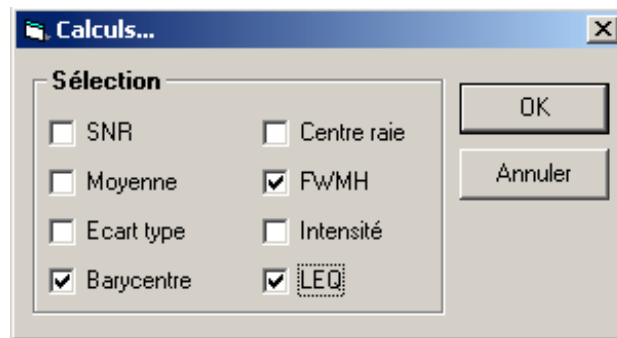 Calculs...
Sélection
SNR
Centre raie
OK
Moyenne
FWMH
Annuler
Ecart type
Intensité
Barycentre
LEQ